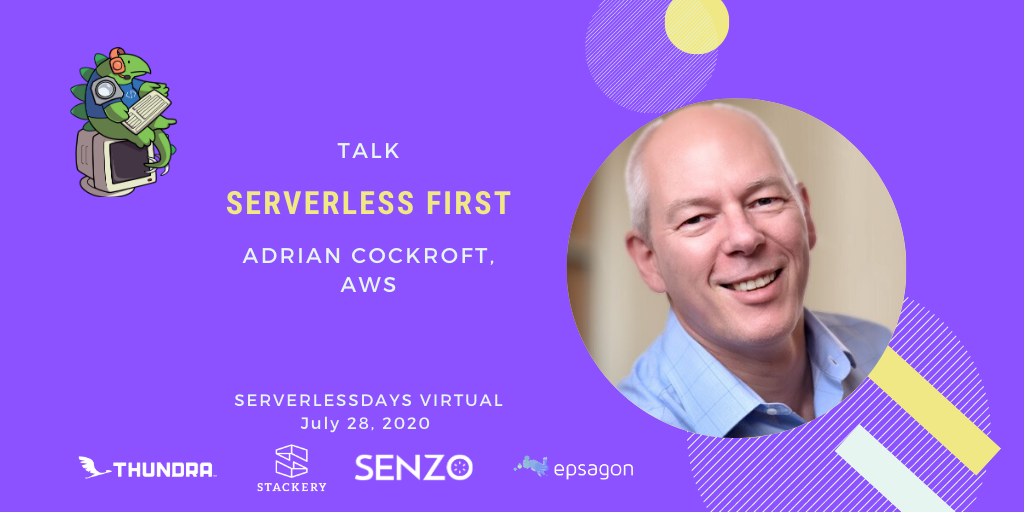 TALK
SERVERLESS FIRST
ADRIAN COCKROFT,
AWS
SERVERLESSDAYS VIRTUAL
July 28, 2020
THUNDRA
STACKERY
SENZO
epsagon